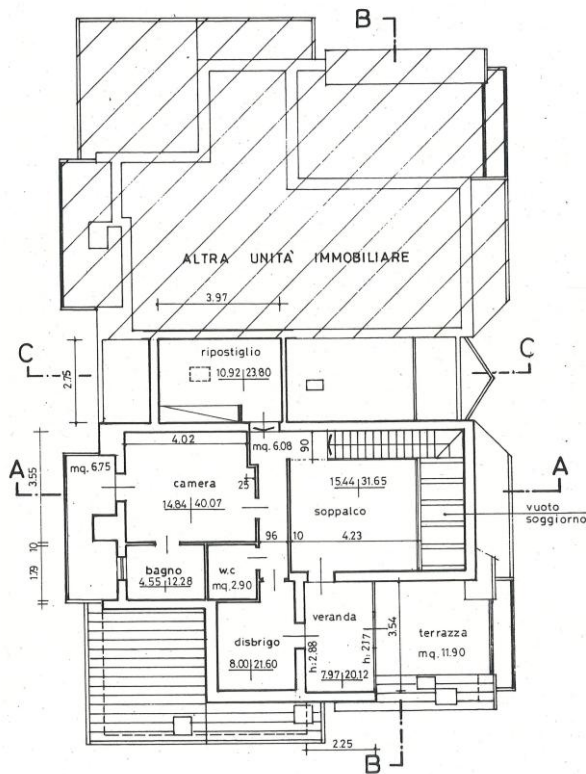 B
ALTRA UNITÀ IMMOBILIARE
3.97
C
C
2.75
ripostiglio
10.92|23.80
4.02
mq. 6.08
90
A
A
3.55
mq. 6.75
camera
14.84|40.07
25
15.44|31.65
soppalco
vuoto
soggiorno
96
10
4.23
10
1.79
bagno
4.55|12.28
w.c
mq. 2.90
disbrigo
8.00|21.60
h: 2.88
veranda
7.97|20.12
h: 2.17
3.54
terrazza
mq. 11.90
2.25
B